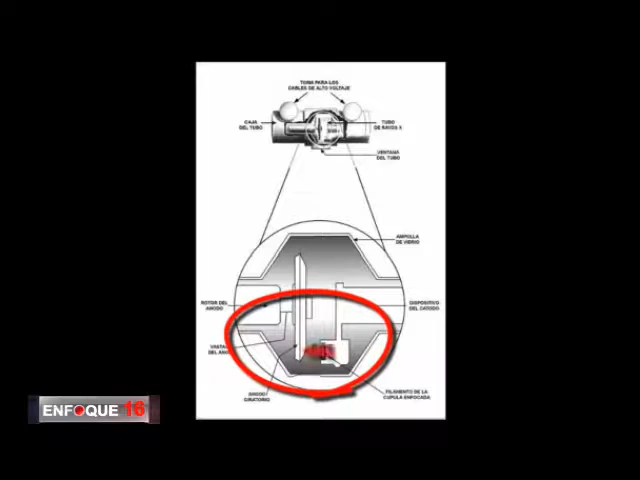 TOMA PARA LOS
CABLES DE ALTO VOLTAJE
CAJA
DEL TUBO
TUBO
DE RAYOS X
VENTANA
DEL TUBO
AMPOLLA
DE VIDRIO
ROTOR DEL
ANODO
DISPOSITIVO
DEL CATODO
DEL
ANODO
GIRATORIO
FILAMENTO DE LA
CUPULA ENFOCADA
ENFOQUE 16